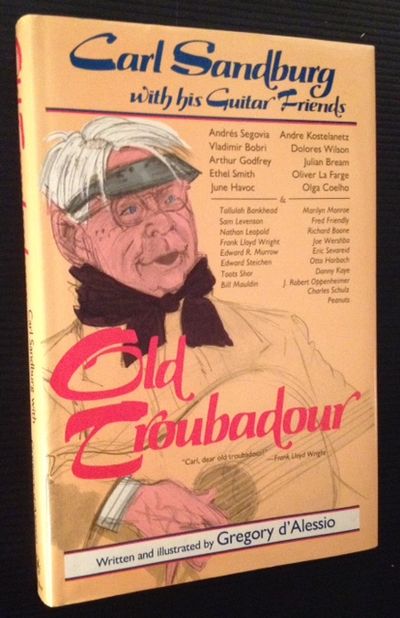 Carl Sandburg
with his Guitar Friends
Andrés Segovia
Vladimir Bobri
Arthur Godfrey
Ethel Smith
June Havoc
Andre Kostelanetz
Dolores Wilson
Julian Bream
Oliver La Farge
Olga Coelho
&
Tallulah Bankhead
Sam Levenson
Nathan Leopold
Frank Lloyd Wright
Edward R. Murrow
Edward Steichen
Toots Shor
Bill Mauldin
Marilyn Monroe
Fred Friendly
Richard Boone
Joe Wershba
Eric Sevareid
Otto Harbach
Danny Kaye
J. Robert Oppenheimer
Charles Schulz
Peanuts
Old
Troubadour
"Carl, dear old troubadour!"—Frank Lloyd Wright
Written and illustrated by Gregory d'Alessio
Carl Sandburg with